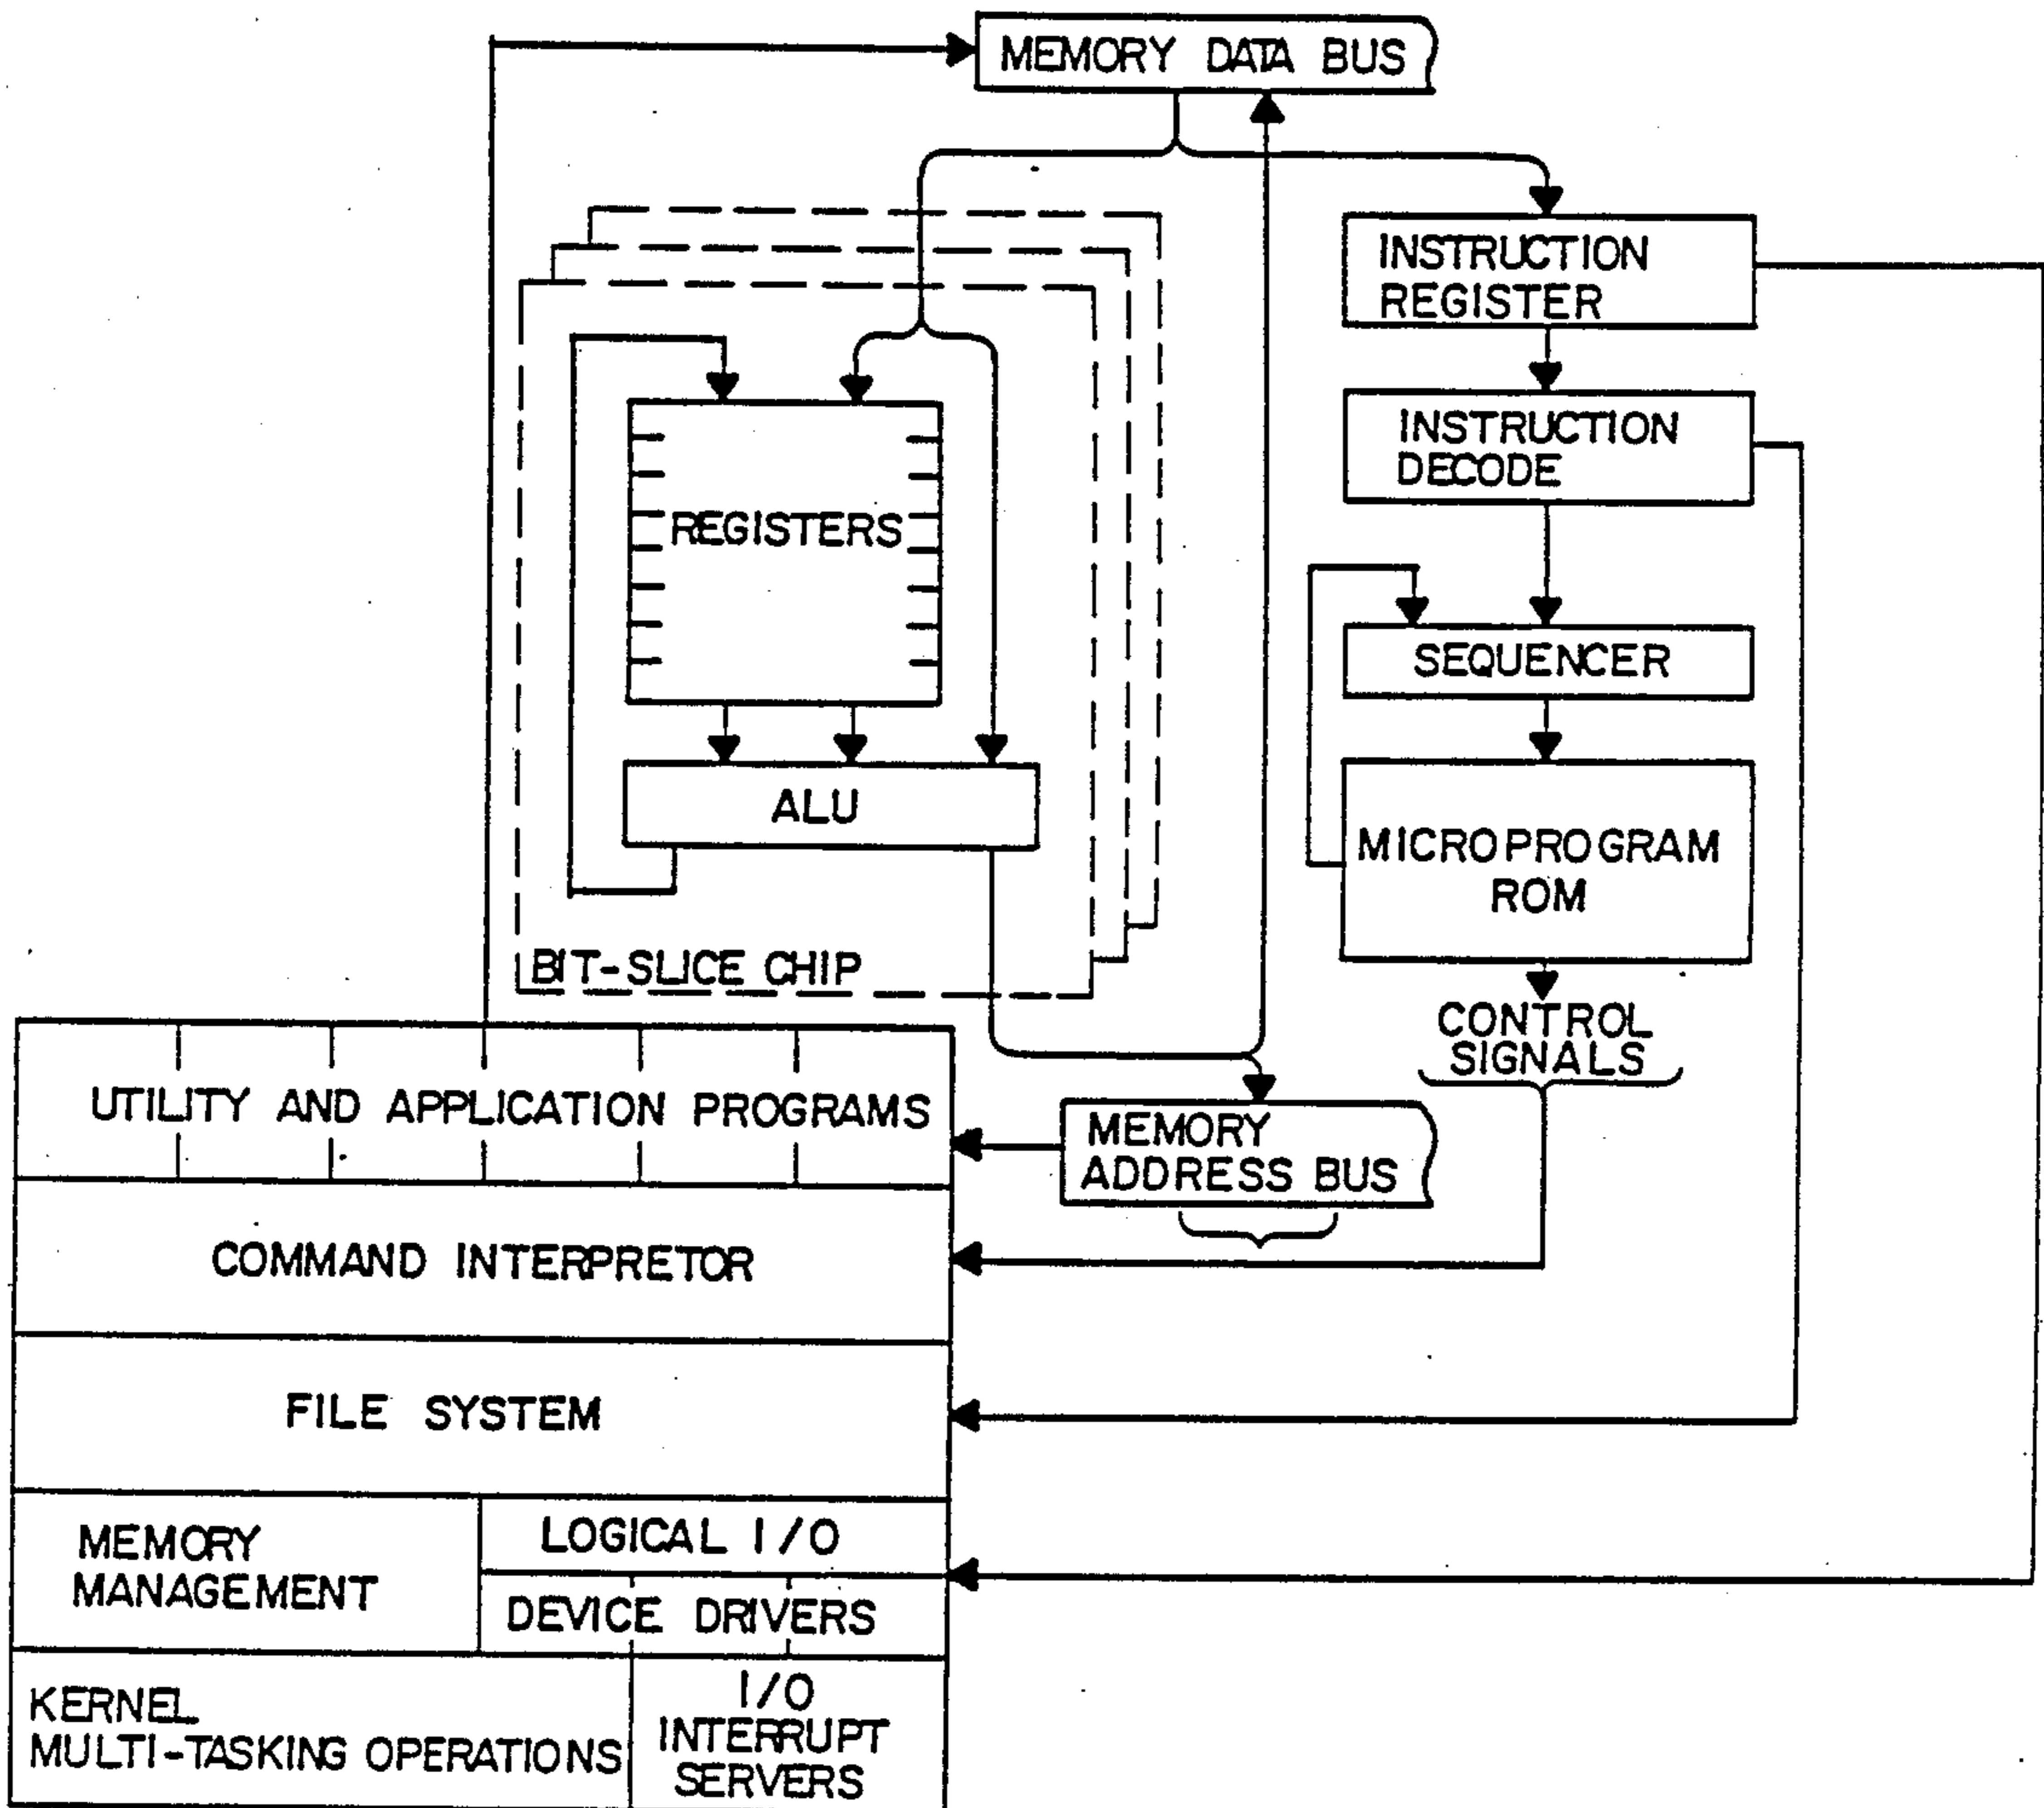 MEMORY DATA BUS
INSTRUCTION
REGISTER
INSTRUCTION
DECODE
REGISTERS
SEQUENCER
ALU
MICROPROGRAM
ROM
BIT-SLICE CHIP
CONTROL
SIGNALS
UTILITY AND APPLICATION PROGRAMS
MEMORY
ADDRESS BUS
COMMAND INTERPRETOR
FILE SYSTEM
MEMORY
MANAGEMENT
LOGICAL I/O
DEVICE DRIVERS
KERNEL
MULTI-TASKING OPERATIONS
I/O
INTERRUPT
SERVERS